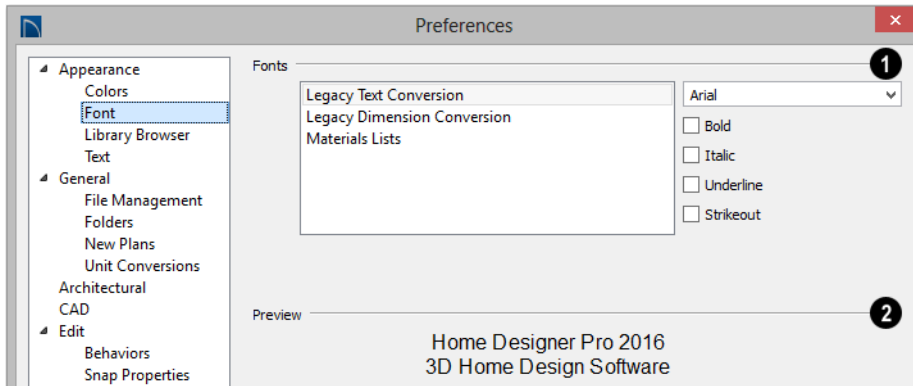 Preferences
Appearance
Colors
Font
Library Browser
Text
General
File Management
Folders
New Plans
Unit Conversions
Architectural
CAD
Edit
Behaviors
Snap Properties
Fonts
1
Legacy Text Conversion
Legacy Dimension Conversion
Materials Lists
Arial
Bold
Italic
Underline
Strikeout
Preview
2
Home Designer Pro 2016
3D Home Design Software